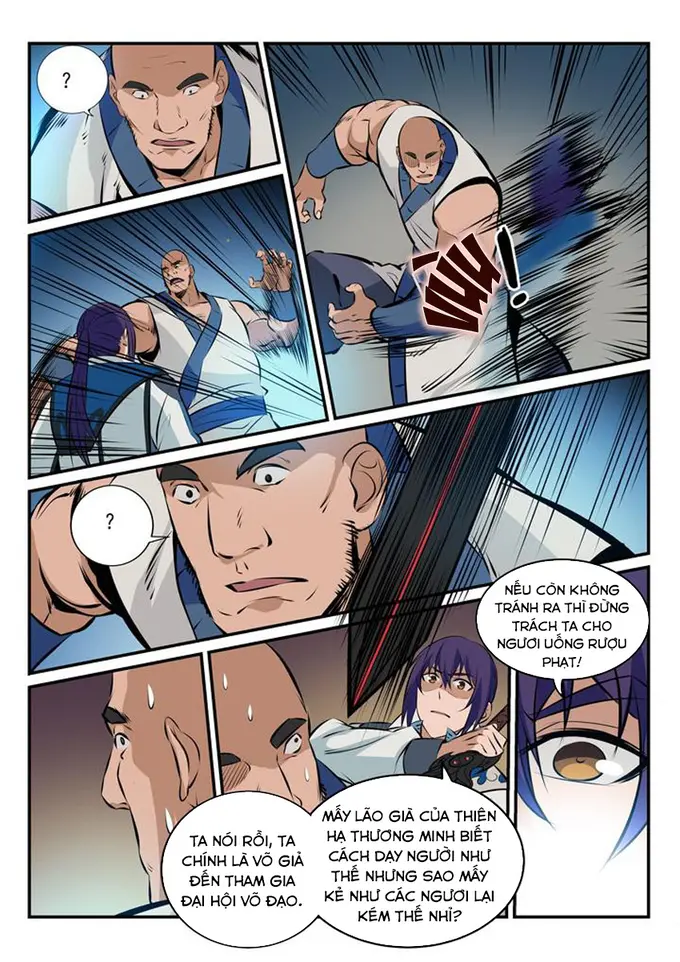 ?
VÙU
!
?
NẾU CÒN KHÔNG
TRÁNH RA THÌ ĐỪNG
TRÁCH TA CHO
NGƯƠI UỐNG RƯỢU
PHẠT!
TA NÓI RỒI, TA
CHÍNH LÀ VÕ GIẢ
ĐẾN THAM GIA
ĐẠI HỘI VÕ ĐẠO.
MẤY LÃO GIÀ CỦA THIÊN
HẠ THƯƠNG MINH BIẾT
CÁCH DẠY NGƯỜI NHƯ
THẾ NHƯNG SAO MẤY
KẺ NHƯ CÁC NGƯƠI LẠI
KÉM THẾ NHỈ?